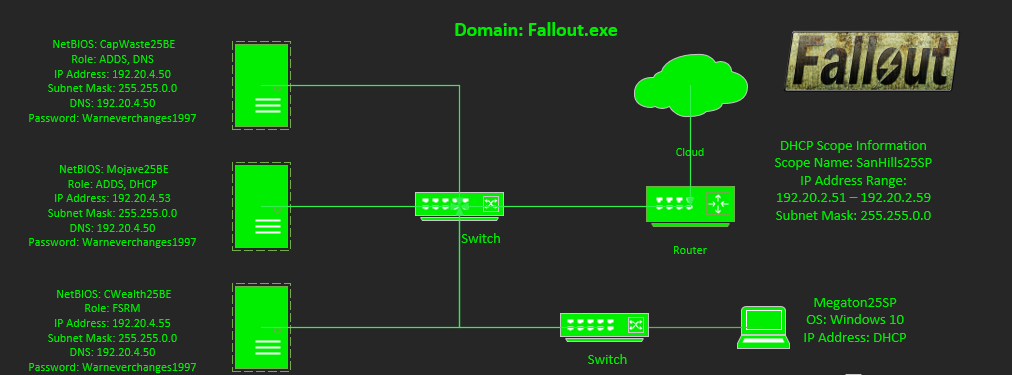 Domain: Fallout.exe
NetBIOS: CapWaste25BE
Role: ADDS, DNS
IP Address: 192.20.4.50
Subnet Mask: 255.255.0.0
DNS: 192.20.4.50
Password: Warneverchanges1997
Fallout
Cloud
DHCP Scope Information
Scope Name: SanHills25SP
IP Address Range:
192.20.2.51 – 192.20.2.59
Subnet Mask: 255.255.0.0
NetBIOS: Mojave25BE
Role: ADDS, DHCP
IP Address: 192.20.4.53
Subnet Mask: 255.255.0.0
DNS: 192.20.4.50
Password: Warneverchanges1997
Switch
Router
NetBIOS: CWealth25BE
Role: FSRM
IP Address: 192.20.4.55
Subnet Mask: 255.255.0.0
DNS: 192.20.4.50
Password: Warneverchanges1997
Switch
Megaton25SP
OS: Windows 10
IP Address: DHCP